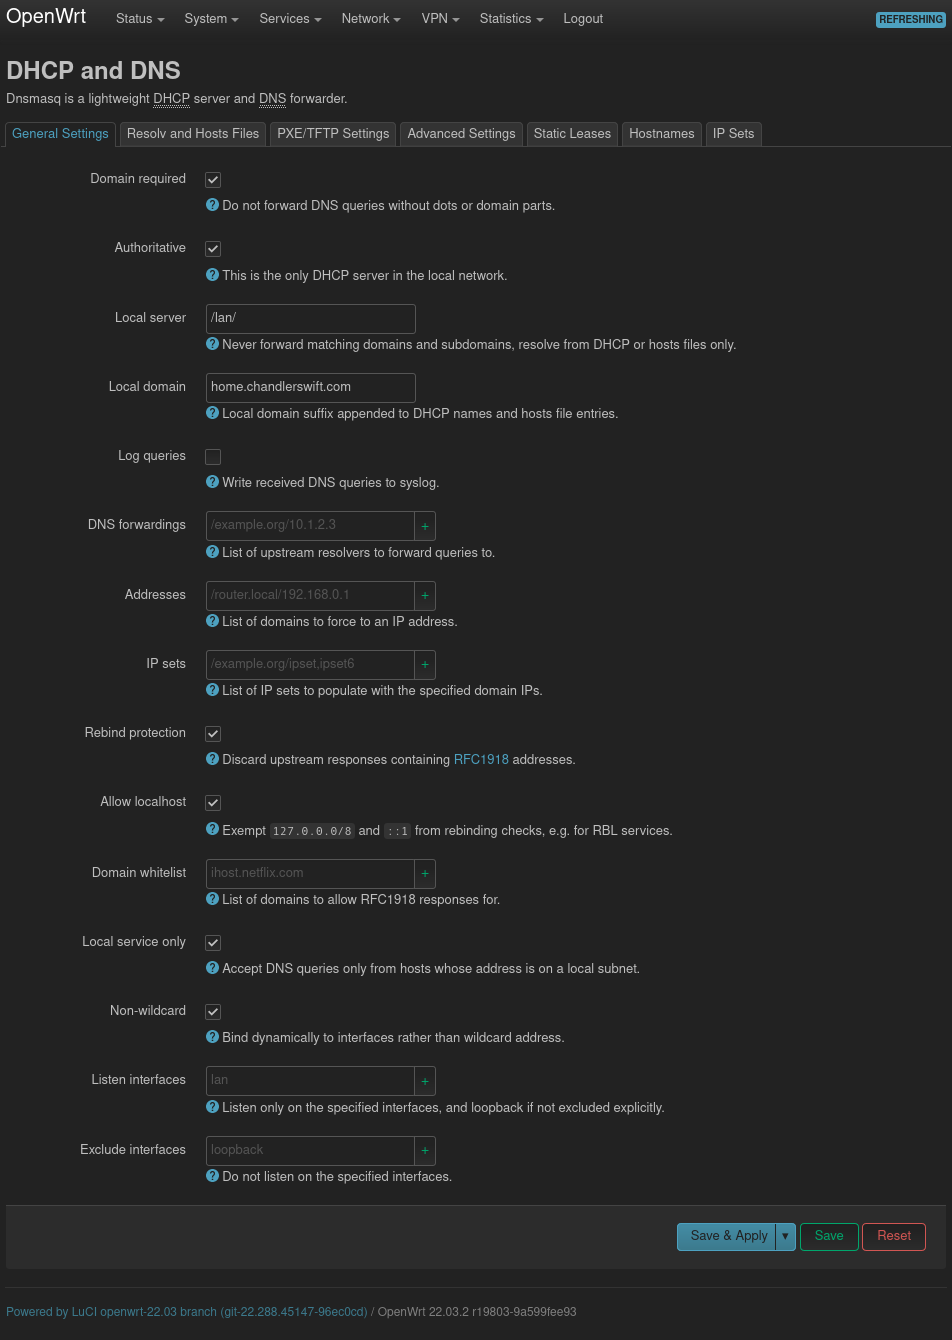 OpenWrt Status System Services Network VPN Statistics Logout REFRESHING
DHCP and DNS
Dnsmasq is a lightweight DHCP server and DNS forwarder.
General Settings Resolv and Hosts Files PXE/TFTP Settings Advanced Settings Static Leases Hostnames IP Sets
Domain required
Do not forward DNS queries without dots or domain parts.
Authoritative
This is the only DHCP server in the local network.
Local server /lan/
Never forward matching domains and subdomains, resolve from DHCP or hosts files only.
Local domain home.chandlerswift.com
Local domain suffix appended to DHCP names and hosts file entries.
Log queries
Write received DNS queries to syslog.
DNS forwardings /example.org/10.1.2.3 +
List of upstream resolvers to forward queries to.
Addresses /router.local/192.168.0.1 +
List of domains to force to an IP address.
IP sets /example.org/ipset,ipset6 +
List of IP sets to populate with the specified domain IPs.
Rebind protection
Discard upstream responses containing RFC1918 addresses.
Allow localhost
Exempt 127.0.0.0/8 and ::1 from rebinding checks, e.g. for RBL services.
Domain whitelist ihost.netflix.com +
List of domains to allow RFC1918 responses for.
Local service only
Accept DNS queries only from hosts whose address is on a local subnet.
Non-wildcard
Bind dynamically to interfaces rather than wildcard address.
Listen interfaces lan +
Listen only on the specified interfaces, and loopback if not excluded explicitly.
Exclude interfaces loopback +
Do not listen on the specified interfaces.
Save & Apply Save Reset
Powered by LuCI openwrt-22.03 branch (git-22.288.45147-96ec0cd) / OpenWrt 22.03.2 r19803-9a599fee93